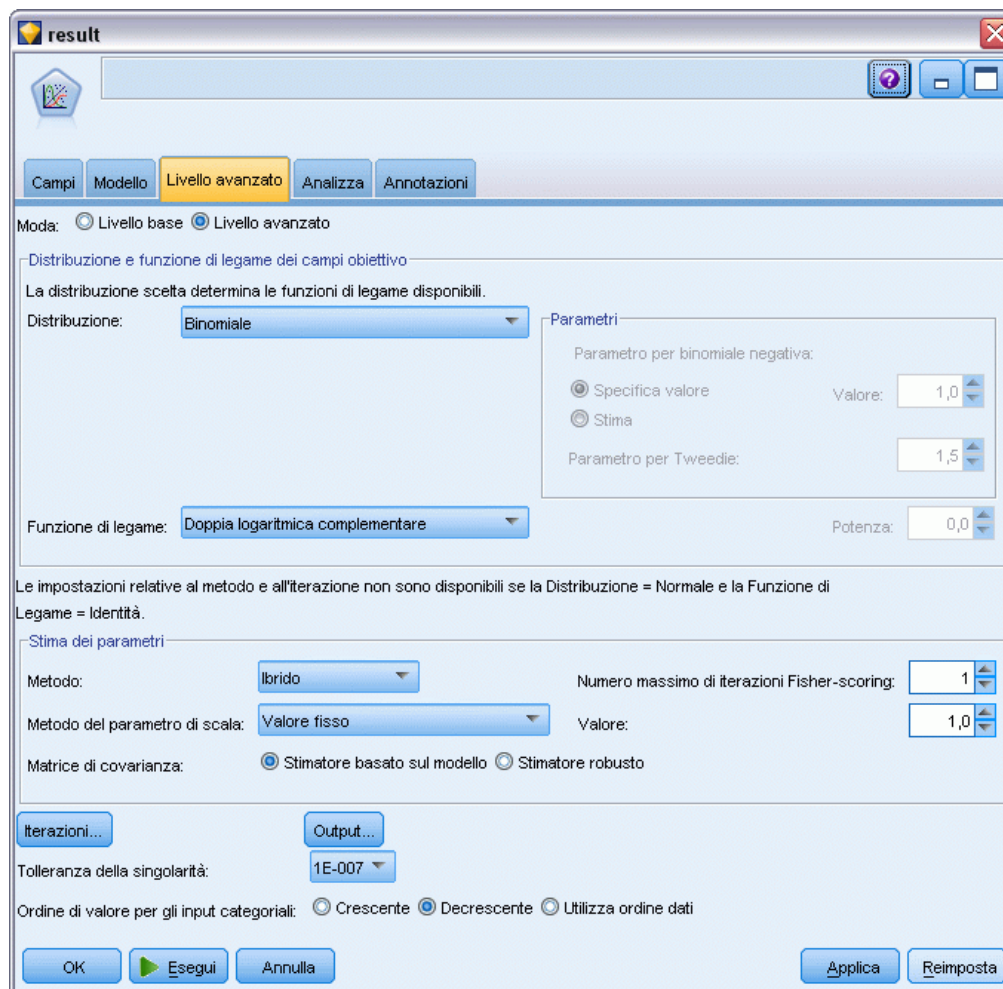 result
Campi Modello Livello avanzato Analizza Annotazioni
Moda: Livello base Livello avanzato
Distribuzione e funzione di legame dei campi obiettivo
La distribuzione scelta determina le funzioni di legame disponibili.
Distribuzione: Binomiale
Parametri
Parametro per binomiale negativa:
Specifica valore Valore: 1,0
Stima
Parametro per Tweedie: 1,5
Funzione di legame: Doppia logaritmica complementare Potenza: 0,0
Le impostazioni relative al metodo e all'iterazione non sono disponibili se la Distribuzione = Normale e la Funzione di
Legame = Identità.
Stima dei parametri
Metodo: Ibrido Numero massimo di iterazioni Fisher-scoring: 1
Metodo del parametro di scala: Valore fisso Valore: 1,0
Matrice di covarianza: Stimatore basato sul modello Stimatore robusto
Iterazioni... Output...
Tolleranza della singolarità: 1E-007
Ordine di valore per gli input categoriali: Crescente Decrescente Utilizza ordine dati
OK Esegui Annulla Applica Reimposta